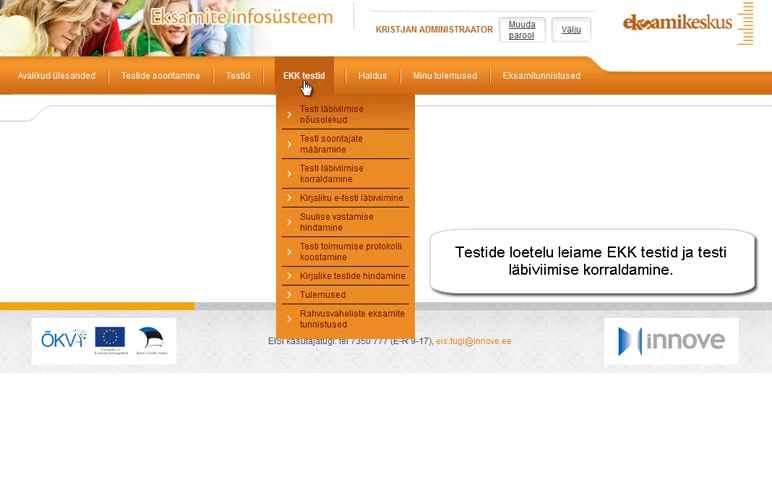 Eksamite infosüsteem
KRISTJAN ADMINISTRAATOR
Muuda
parool
Välju
eksamikeskus
Avalikud ülesanded
Testide sooritamine
Testid
EKK testid
Haldus
Minu tulemused
Eksamitunnistused
Testi läbiviimise
nõusolekud
Testi sooritajate
määramine
Testi läbiviimise
korraldamine
Kirjaliku e-testi läbiviimine
Suulise vastamise
hindamine
Testi toimumise protokolli
koostamine
Kirjalike testide hindamine
Tulemused
Rahvusvaheliste eksamite
tunnistused
Testide loetelu leiame EKK testid ja testi
läbiviimise korraldamine.
ÕKVA
innove
EISi kasutajatugi: tel 7350 777 (E-R 9-17), eis.tugi@innove.ee